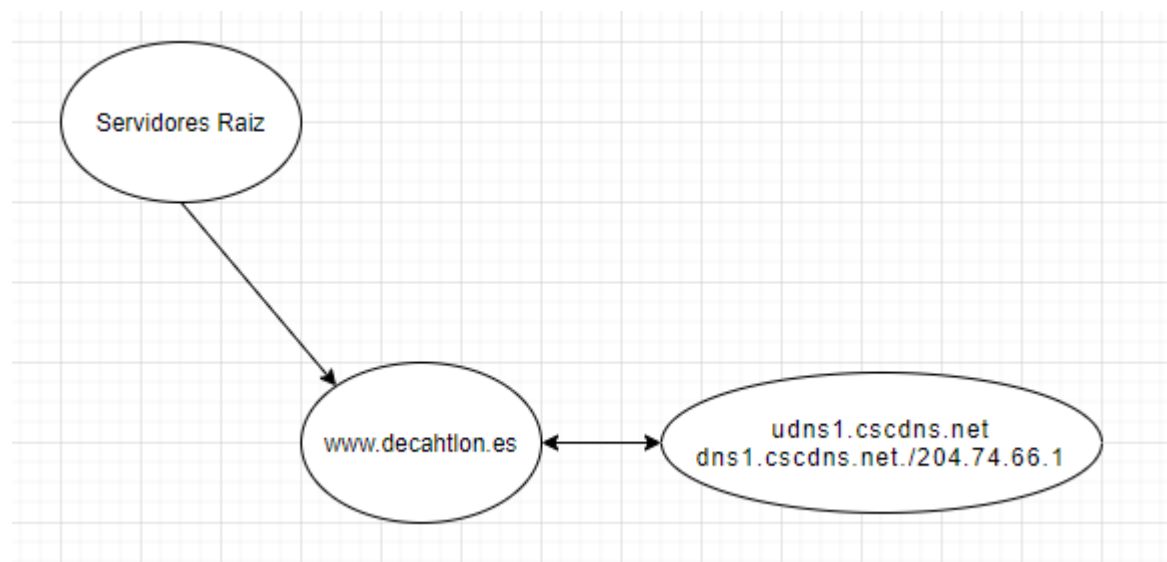 Servidores Raiz
www.decahtlon.es
udns1.cscdns.net
dns1.cscdns.net./204.74.66.1